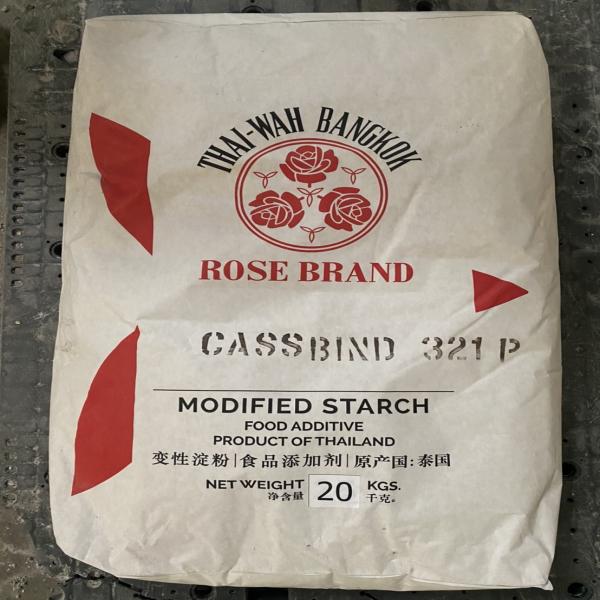 THAI-WAH BANGKOK
ROSE BRAND
CASSBIND 321 P
MODIFIED STARCH
FOOD ADDITIVE
PRODUCT OF THAILAND
变性淀粉|食品添加剂|原产国:泰国
NET WEIGHT 20 KGS.
净含量 千克。